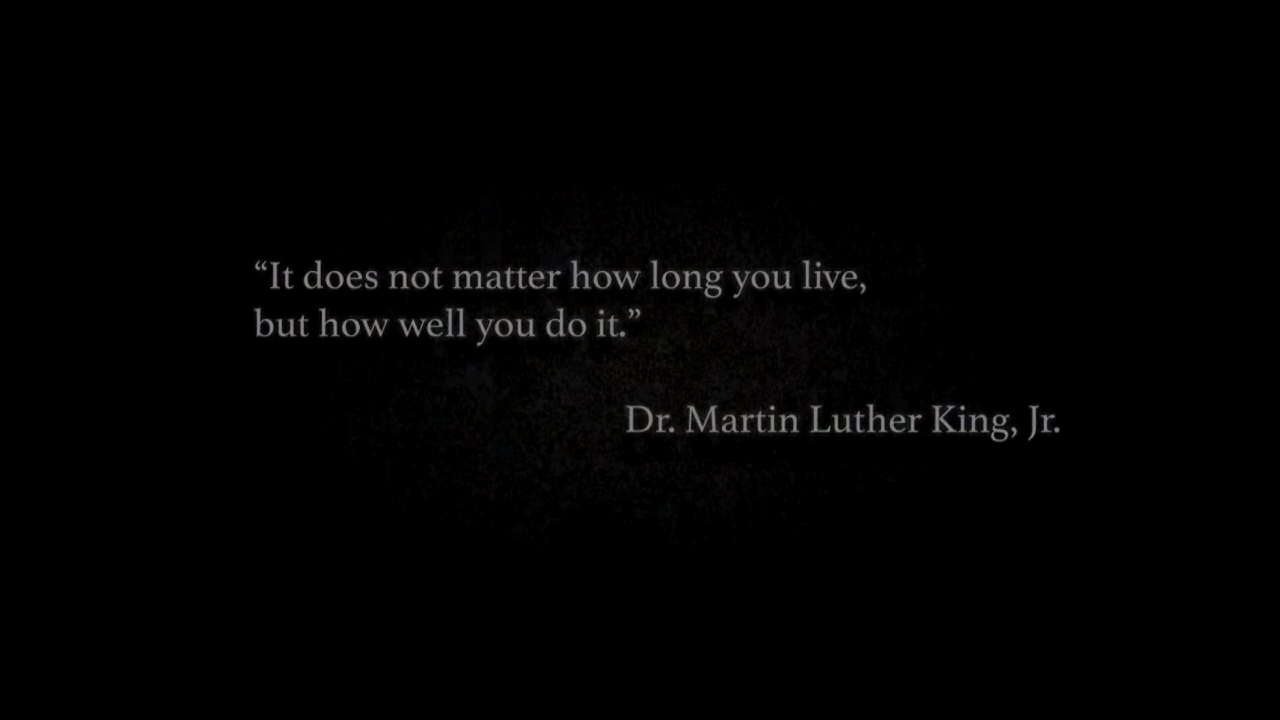 “It does not matter how long you live,
but how well you do it.”
Dr. Martin Luther King, Jr.